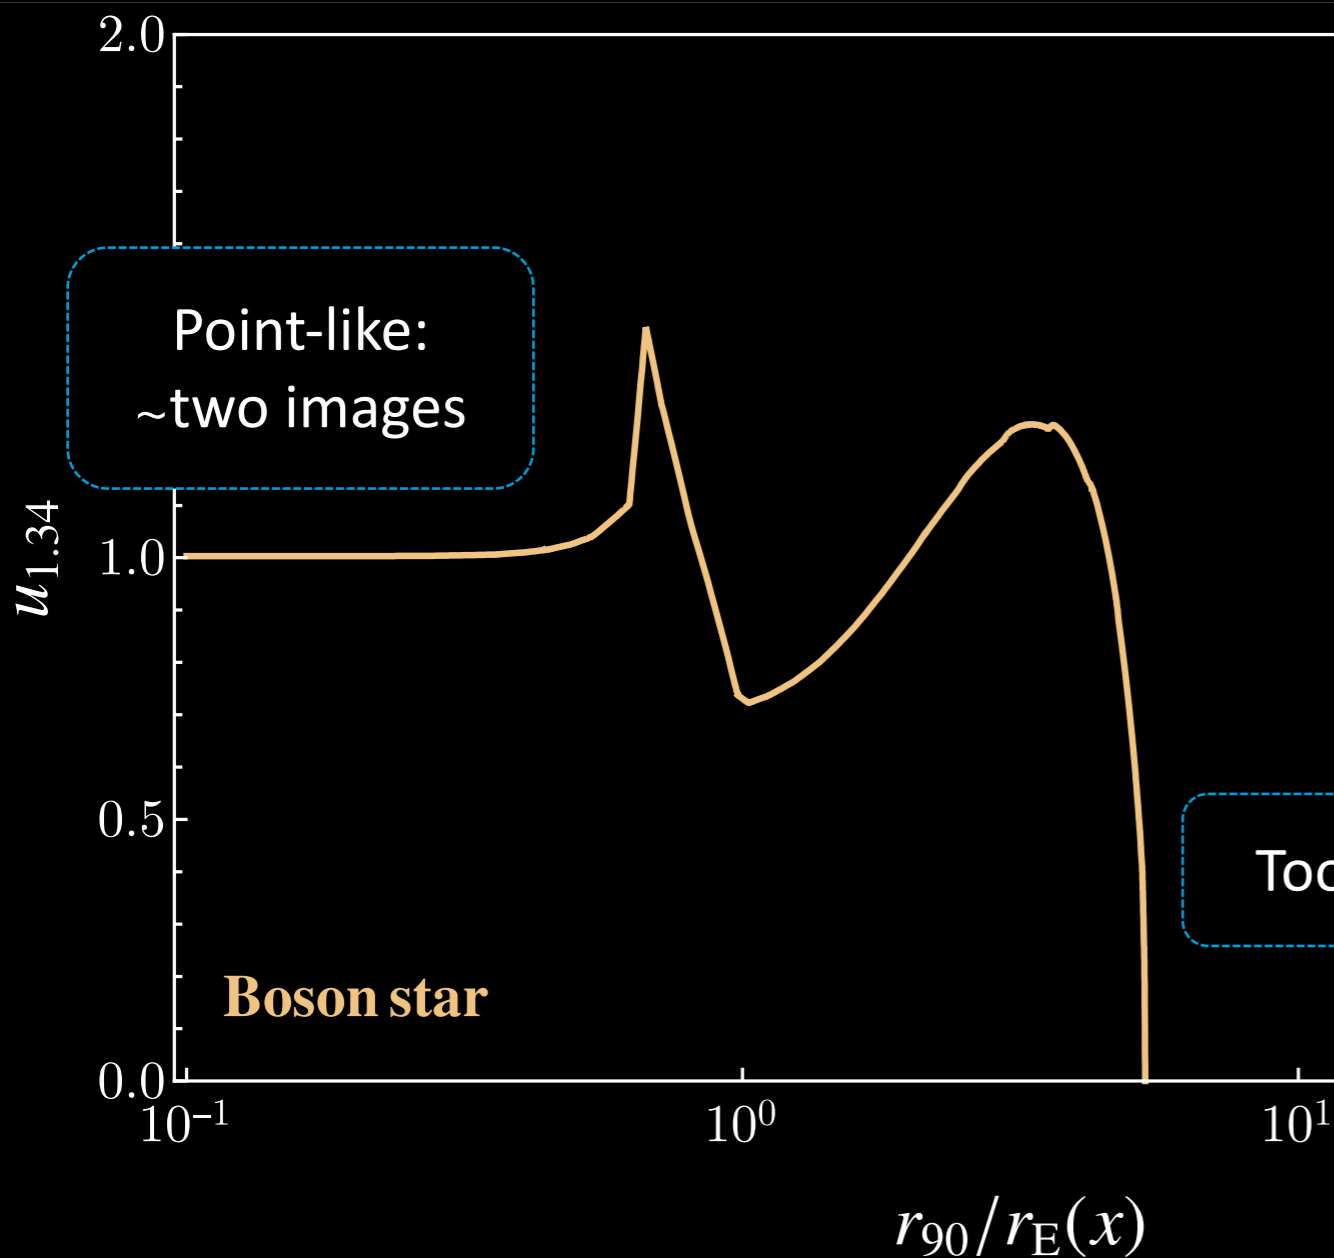 2.0
Point-like:
~two images
u₁.₃₄
1.0
0.5
Boson star
0.0
10⁻¹
10⁰
10¹
r₉₀/r_E(x)